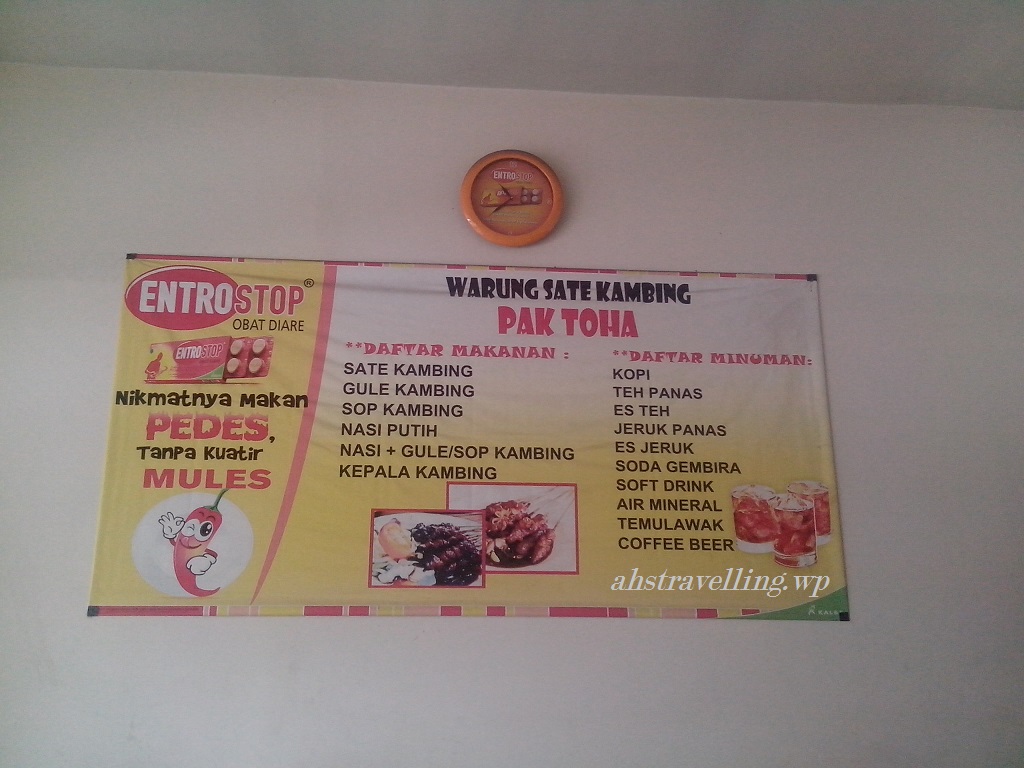 ENTROSTOP
ENTROSTOP®
OBAT DIARE
ENTROSTOP
Nikmatnya Makan
PEDES,
Tanpa Kuatir
MULES
WARUNG SATE KAMBING
PAK TOHA
**DAFTAR MAKANAN :
SATE KAMBING
GULE KAMBING
SOP KAMBING
NASI PUTIH
NASI + GULE/SOP KAMBING
KEPALA KAMBING
**DAFTAR MINUMAN:
KOPI
TEH PANAS
ES TEH
JERUK PANAS
ES JERUK
SODA GEMBIRA
SOFT DRINK
AIR MINERAL
TEMULAWAK
COFFEE BEER
ahstravelling.wp